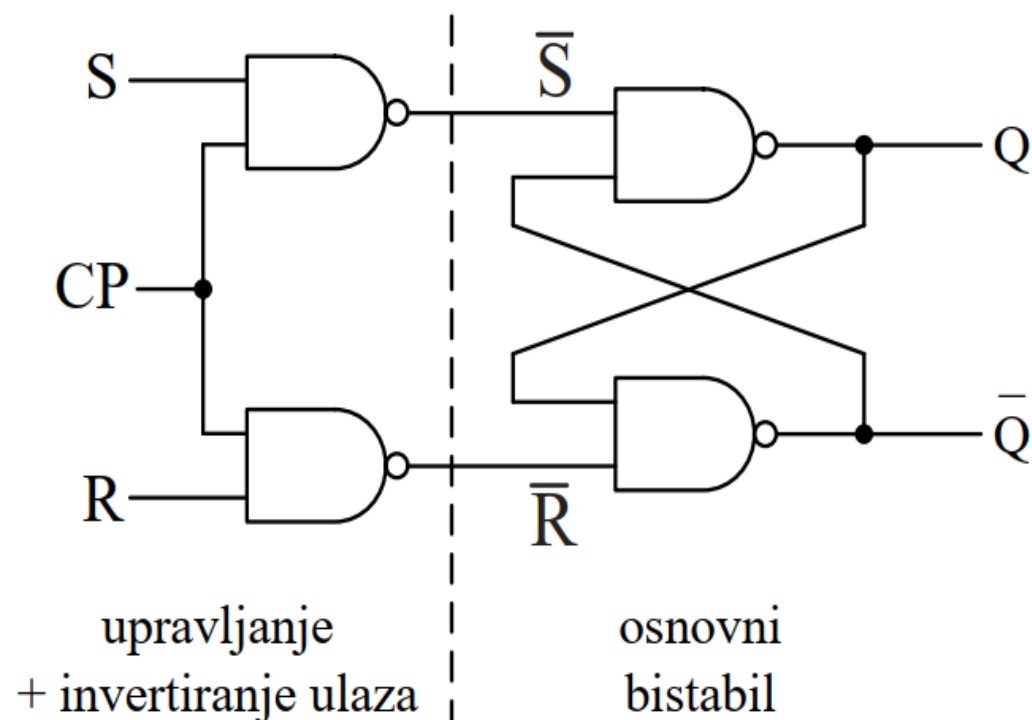 S
S̅
Q
CP
Q̅
R
R̅
upravljanje
+ invertiranje ulaza
osnovni
bistabil